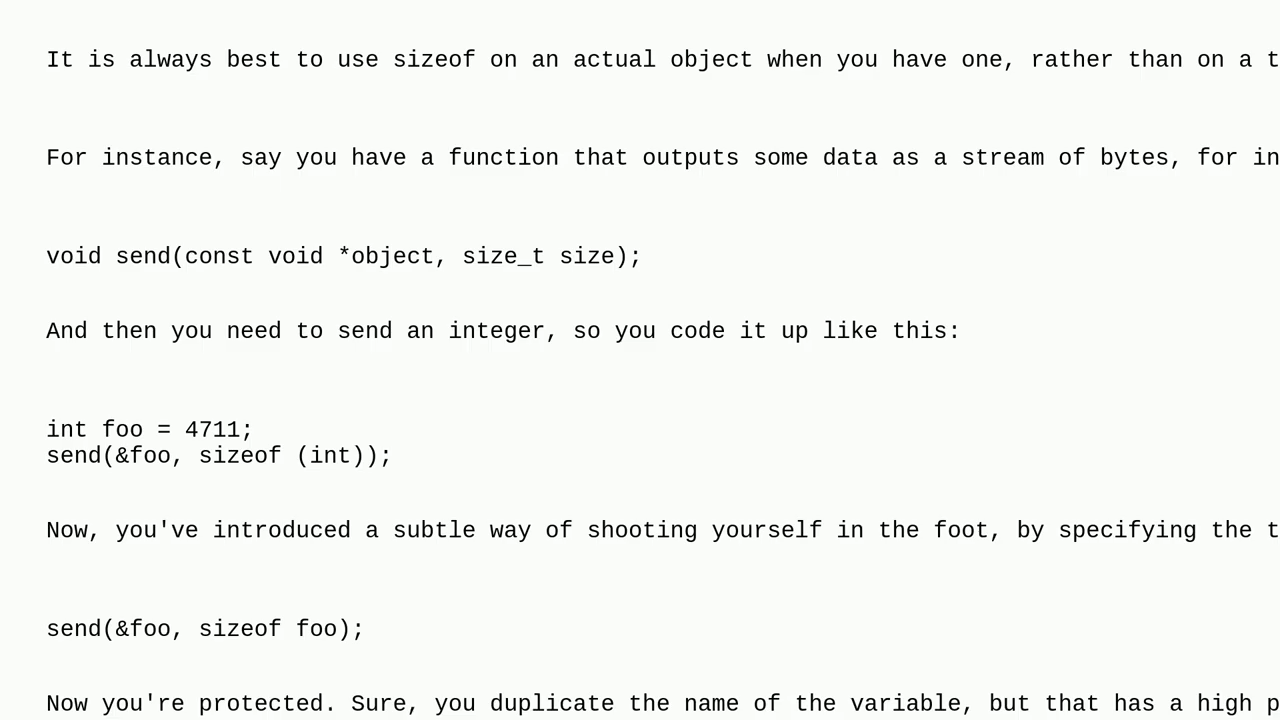 It is always best to use sizeof on an actual object when you have one, rather than on a
For instance, say you have a function that outputs some data as a stream of bytes, for
void send(const void *object, size_t size);
And then you need to send an integer, so you code it up like this:
int foo = 4711;
send(&foo, sizeof (int));
Now, you've introduced a subtle way of shooting yourself in the foot, by specifying the
send(&foo, sizeof foo);
Now you're protected. Sure, you duplicate the name of the variable, but that has a high